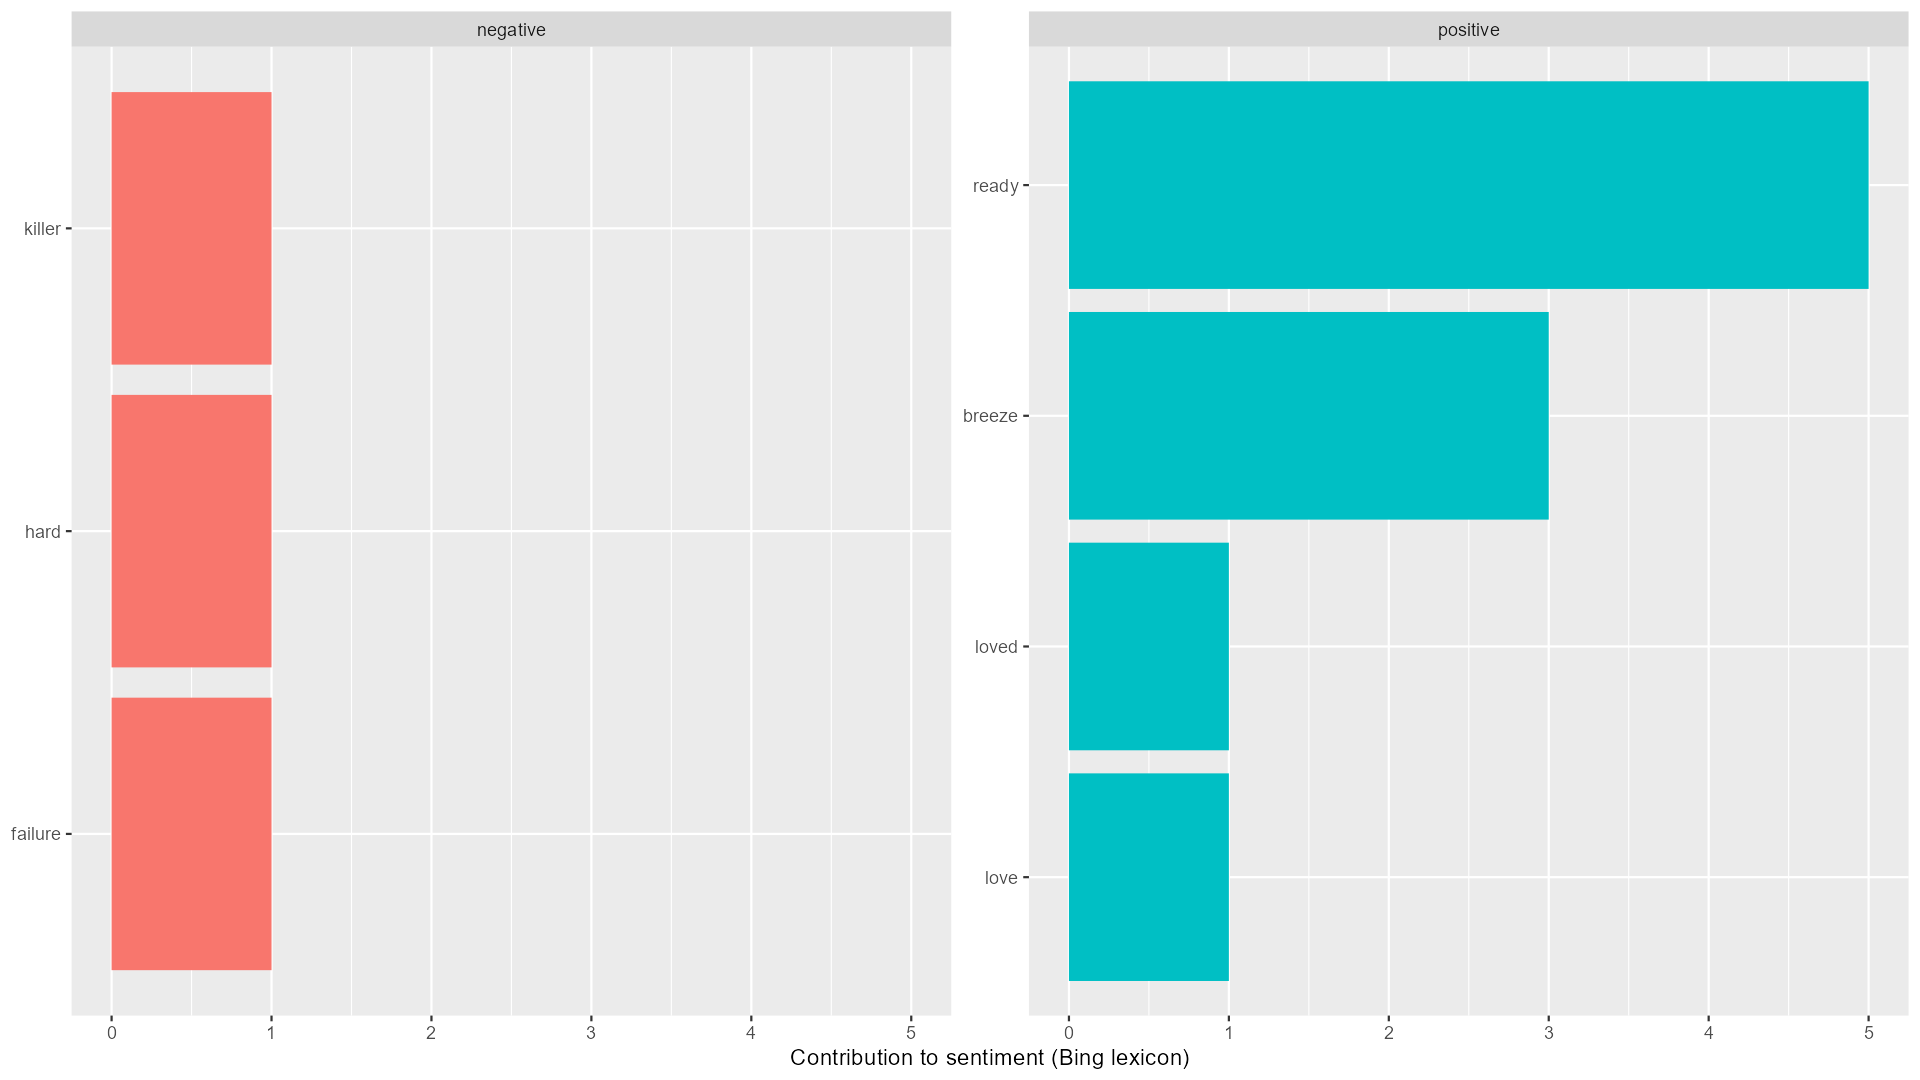 negative
killer
hard
failure
0 1 2 3 4 5
positive
ready
breeze
loved
love
0 1 2 3 4 5
Contribution to sentiment (Bing lexicon)